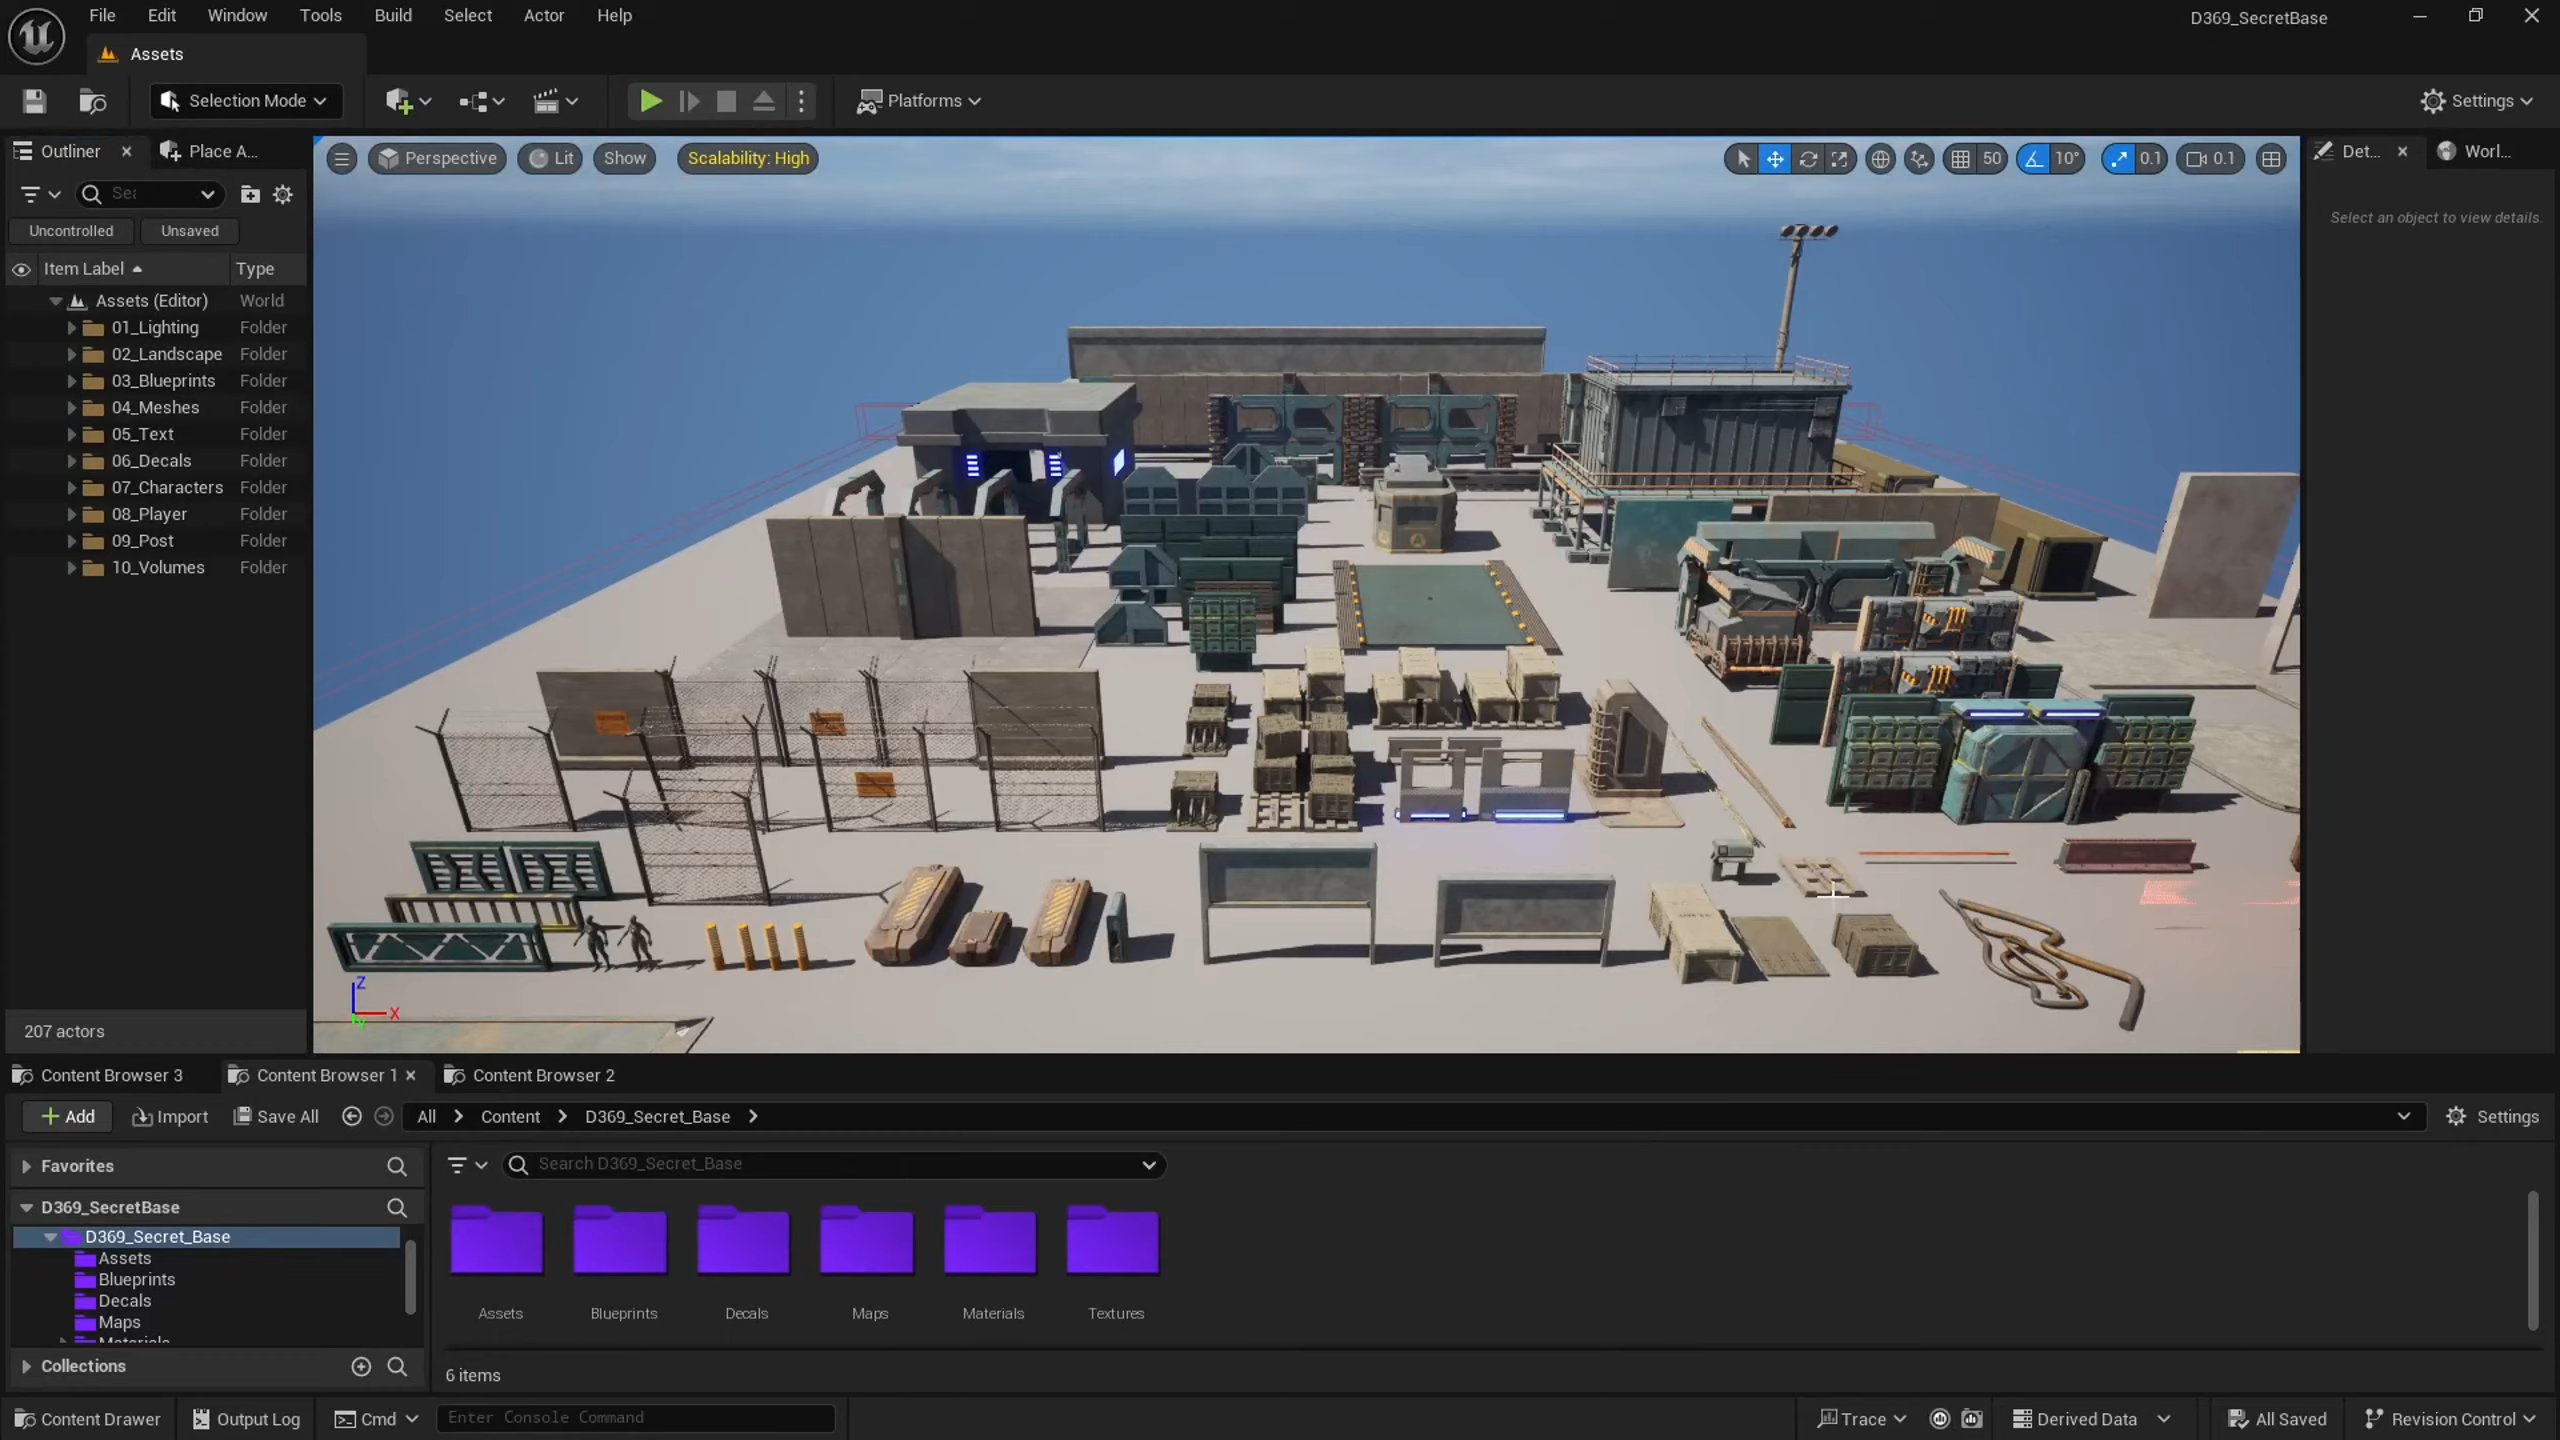 File Edit Window Tools Build Select Actor Help
D369_SecretBase
Assets
Selection Mode
Platforms
Settings
Outliner
Place A...
Perspective
Lit
Show
Scalability: High
50
10°
0.1
0.1
Det...
Worl...
Sea
Select an object to view details.
Uncontrolled
Unsaved
Item Label Type
Assets (Editor) World
01_Lighting Folder
02_Landscape Folder
03_Blueprints Folder
04_Meshes Folder
05_Text Folder
06_Decals Folder
07_Characters Folder
08_Player Folder
09_Post Folder
10_Volumes Folder
Z
X
Y
207 actors
Content Browser 3
Content Browser 1
Content Browser 2
Add
Import
Save All
All
Content
D369_Secret_Base
Settings
Favorites
Search D369_Secret_Base
D369_SecretBase
D369_Secret_Base
Assets
Blueprints
Decals
Maps
Materials
Assets
Blueprints
Decals
Maps
Materials
Textures
Collections
6 items
Content Drawer
Output Log
Cmd
Enter Console Command
Trace
Derived Data
All Saved
Revision Control